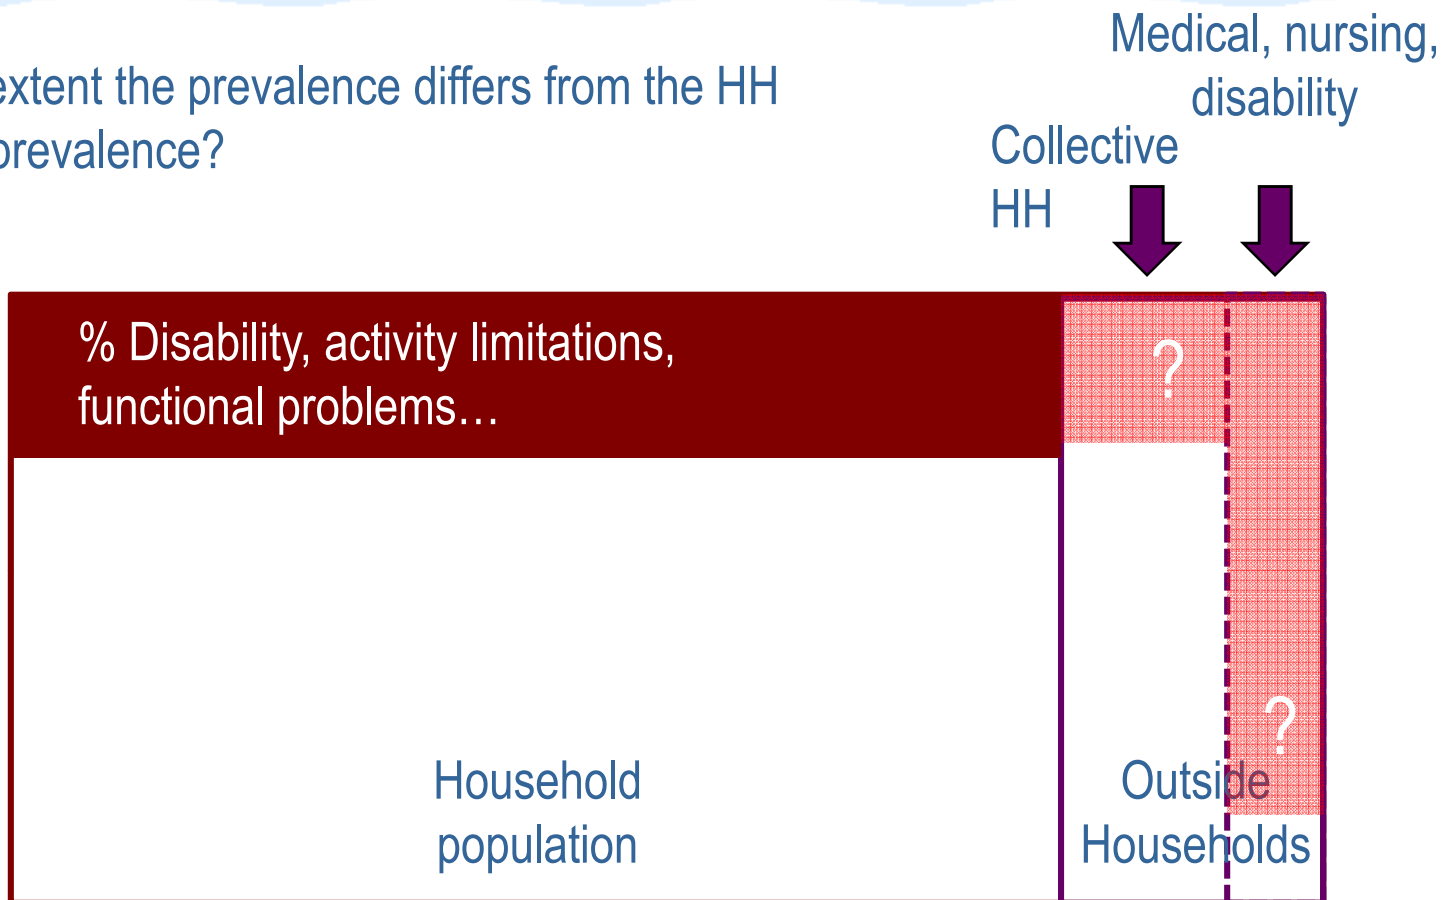 Medical, nursing,
disability
extent the prevalence differs from the HH
prevalence?
Collective
HH
% Disability, activity limitations,
functional problems…
?
?
Household
population
Outside
Households